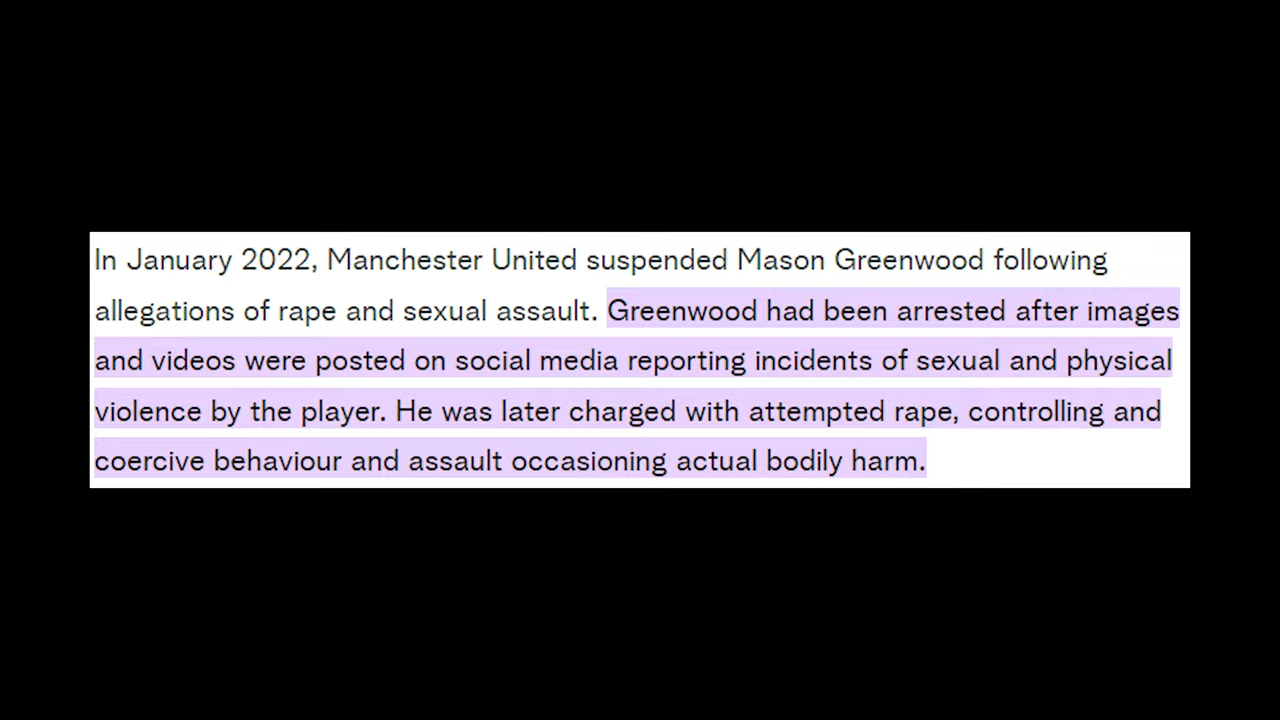 In January 2022, Manchester United suspended Mason Greenwood following
allegations of rape and sexual assault. Greenwood had been arrested after images
and videos were posted on social media reporting incidents of sexual and physical
violence by the player. He was later charged with attempted rape, controlling and
coercive behaviour and assault occasioning actual bodily harm.